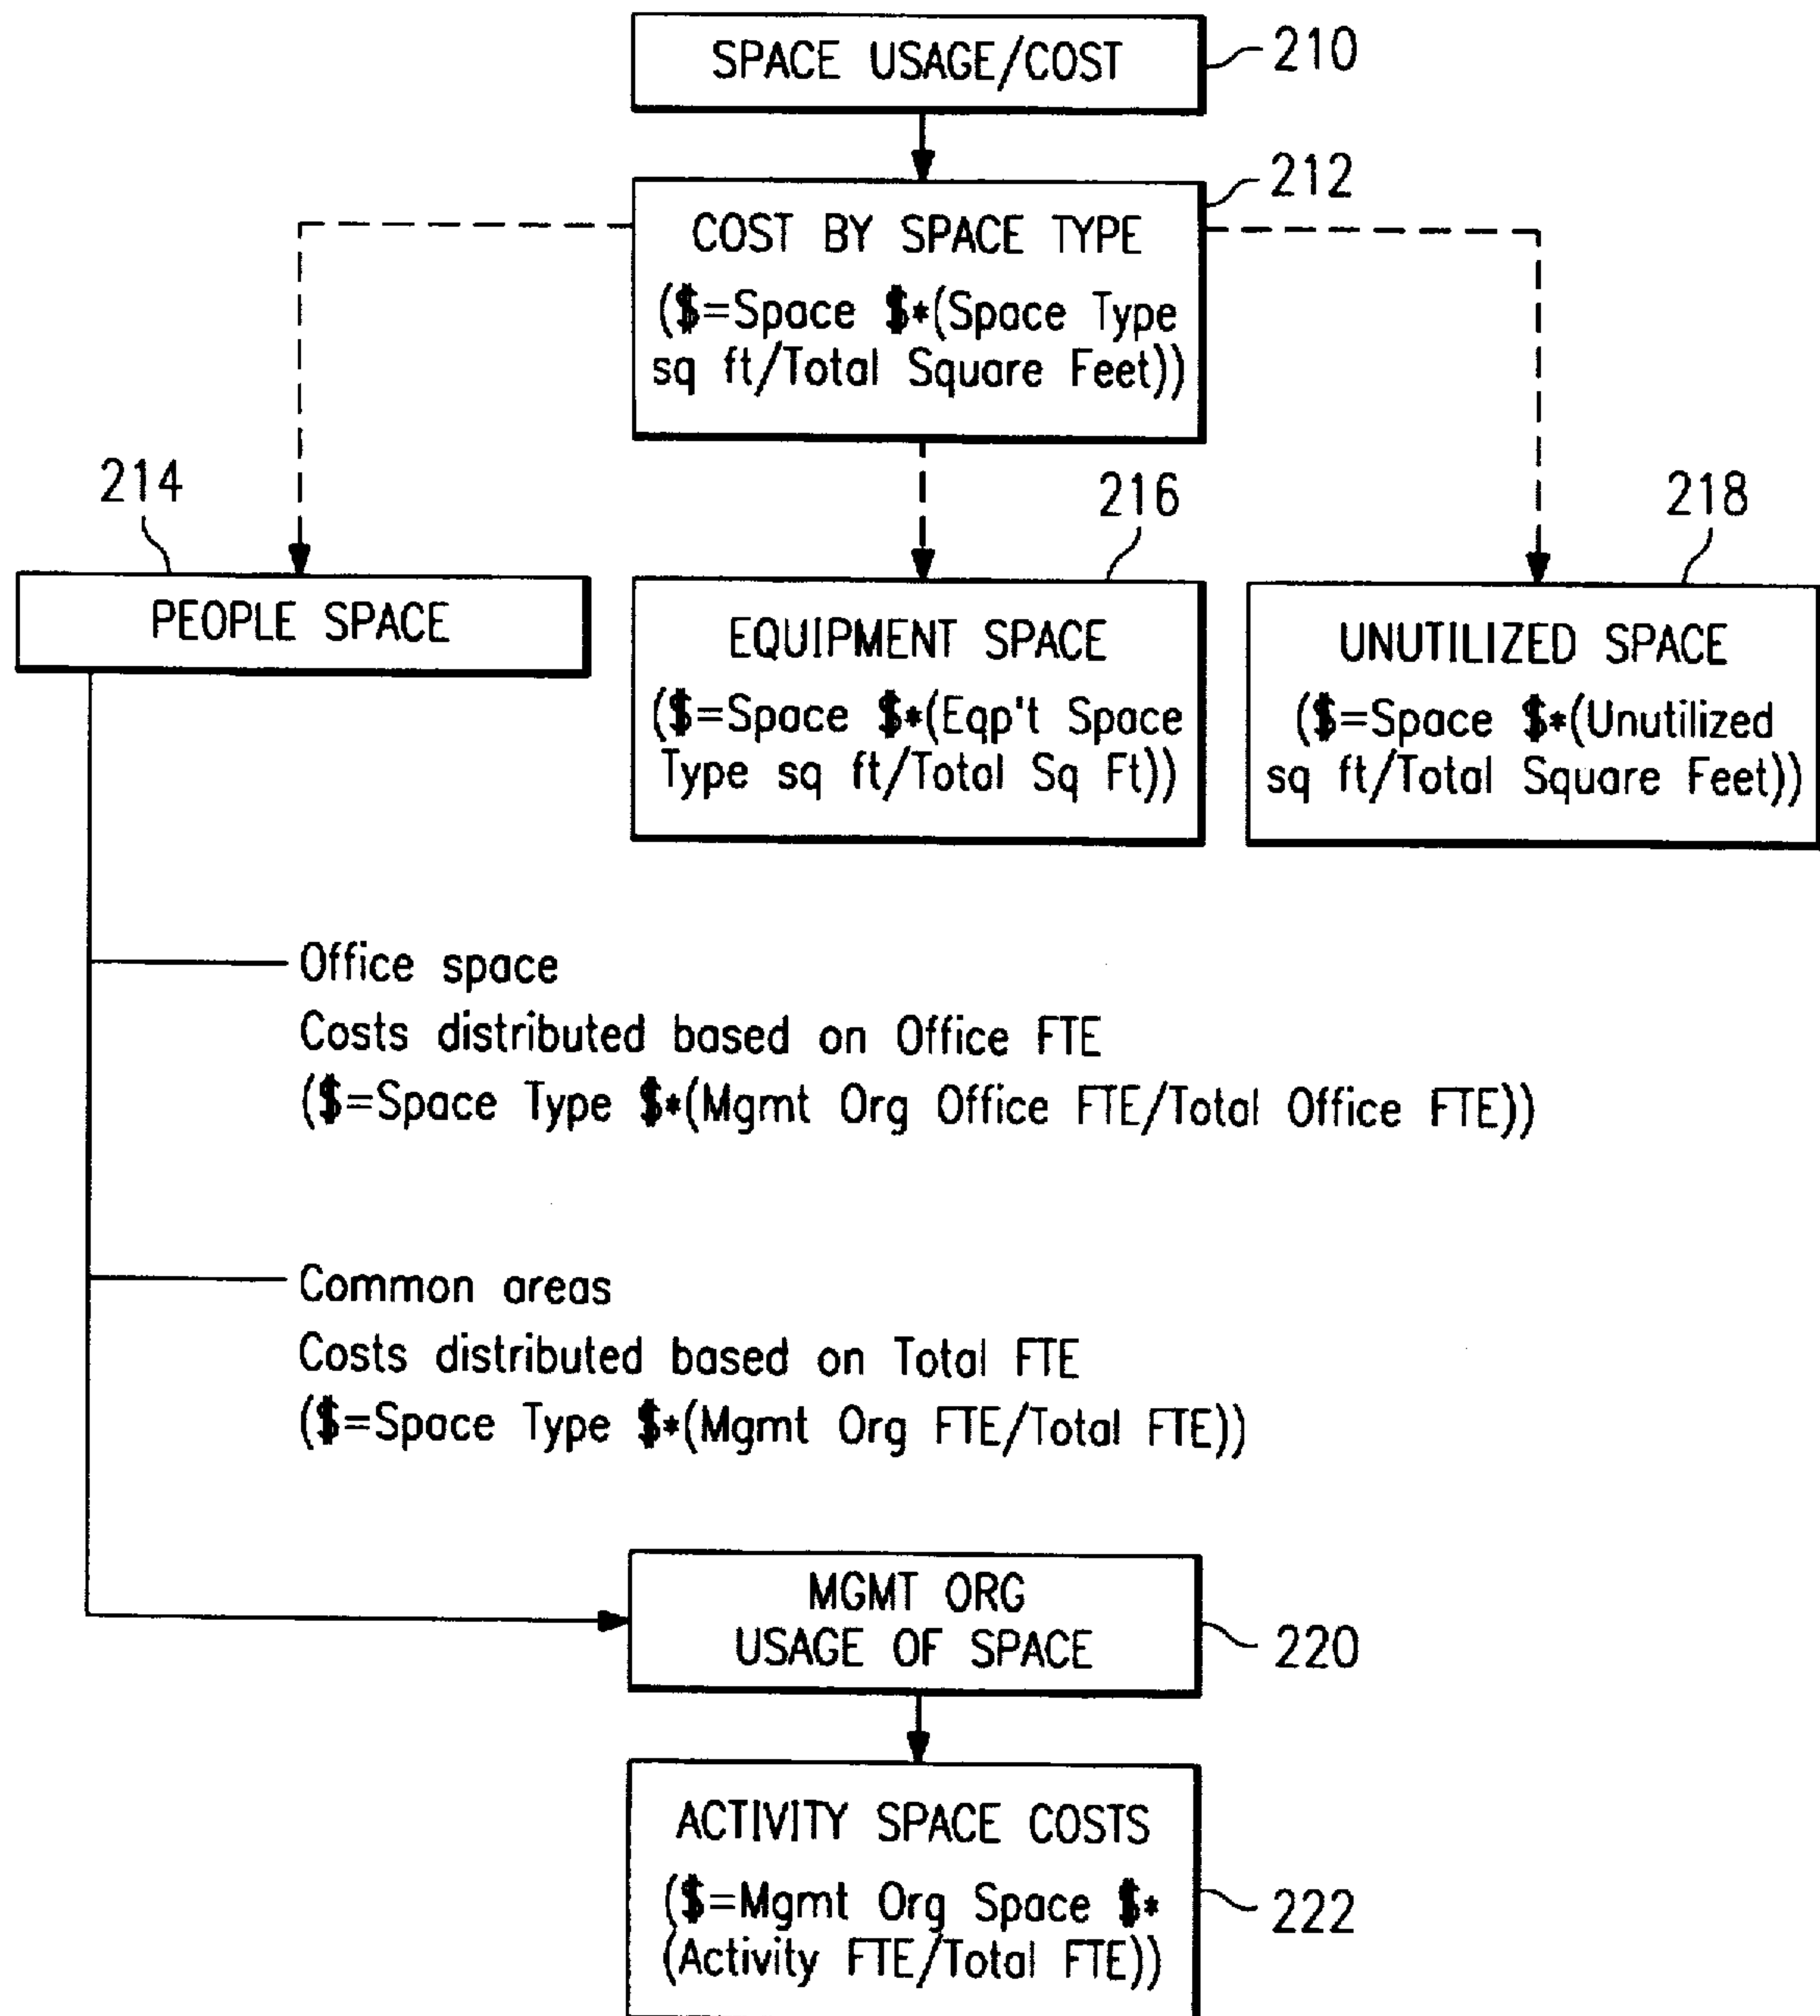 SPACE USAGE/COST
210
212
COST BY SPACE TYPE
($=Space $*(Space Type
sq ft/Total Square Feet))
214
216
218
PEOPLE SPACE
EQUIPMENT SPACE
($=Space $*(Eqp't Space
Type sq ft/Total Sq Ft))
UNUTILIZED SPACE
($=Space $*(Unutilized
sq ft/Total Square Feet))
Office space
Costs distributed based on Office FTE
($=Space Type $*(Mgmt Org Office FTE/Total Office FTE))
Common areas
Costs distributed based on Total FTE
($=Space Type $*(Mgmt Org FTE/Total FTE))
MGMT ORG
USAGE OF SPACE
220
ACTIVITY SPACE COSTS
($=Mgmt Org Space $*
(Activity FTE/Total FTE))
222